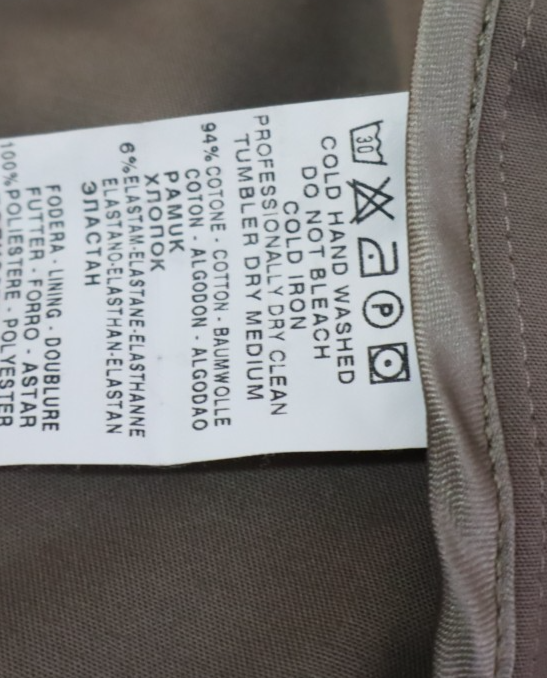 30
P
COLD HAND WASHED
DO NOT BLEACH
COLD IRON
PROFESSIONALLY DRY CLEAN
TUMBLER DRY MEDIUM
94% COTONE - COTTON - BAUMWOLLE
COTON - ALGODON - ALGODAO
PAMUK
ХЛОПОК
6% ELASTAM-ELASTANE-ELASTHANNE
ELASTANO-ELASTHAN-ELASTAN
ЭЛАСТАН
FODERA - LINING - DOUBLURE
FUTTER - FORRO - ASTAR
100% POLIESTERE - POLYESTER